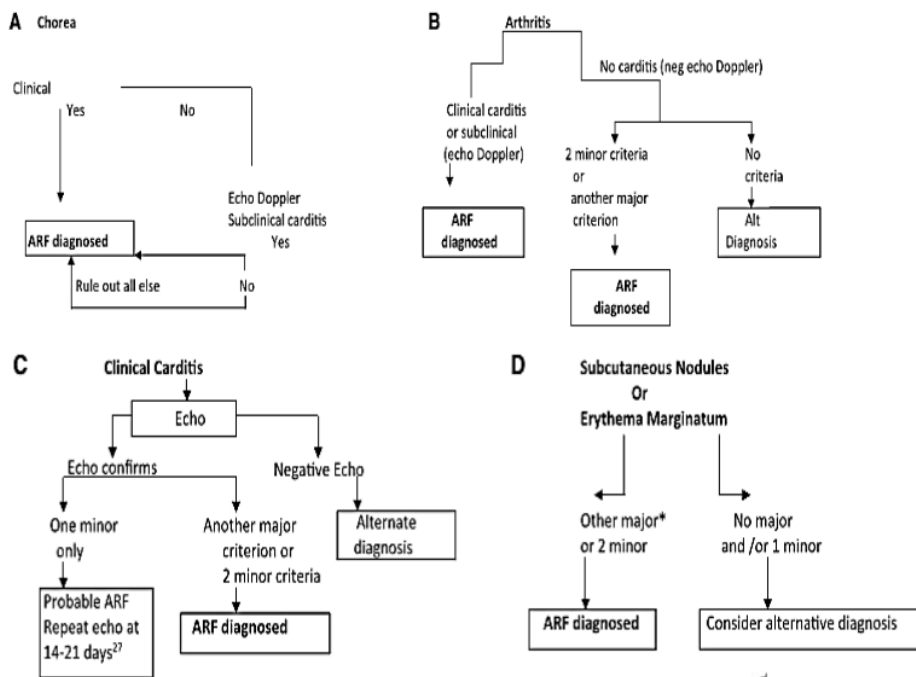 A Chorea
Clinical
Yes
No
Echo Doppler
Subclinical carditis
Yes
ARF diagnosed
Rule out all else
No
B
Arthritis
No carditis (neg echo Doppler)
Clinical carditis
or subclinical
(echo Doppler)
2 minor criteria
or
another major
criterion
No
criteria
ARF
diagnosed
Alt
Diagnosis
ARF
diagnosed
C
Clinical Carditis
Echo
Echo confirms
Negative Echo
One minor
only
Another major
criterion or
2 minor criteria
Alternate
diagnosis
Probable ARF
Repeat echo at
14-21 days27
ARF diagnosed
D
Subcutaneous Nodules
Or
Erythema Marginatum
Other major*
or 2 minor
No major
and /or 1 minor
ARF diagnosed
Consider alternative diagnosis